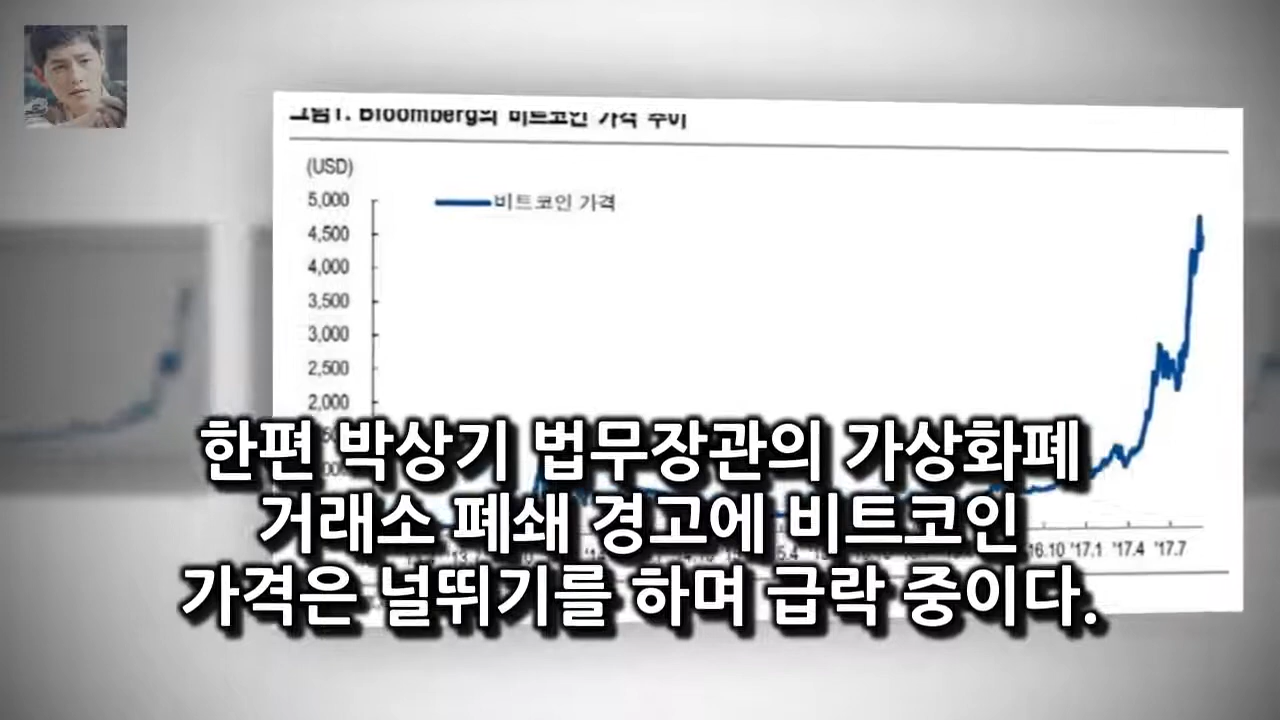 그림1. Bloomberg의 비트코인 가격 추이
(USD)
비트코인 가격
5,000
4,500
4,000
3,500
3,000
2,500
2,000
한편 박상기 법무장관의 가상화폐
거래소 폐쇄 경고에 비트코인
가격은 널뛰기를 하며 급락 중이다.
'16.10 '17.1 '17.4 '17.7